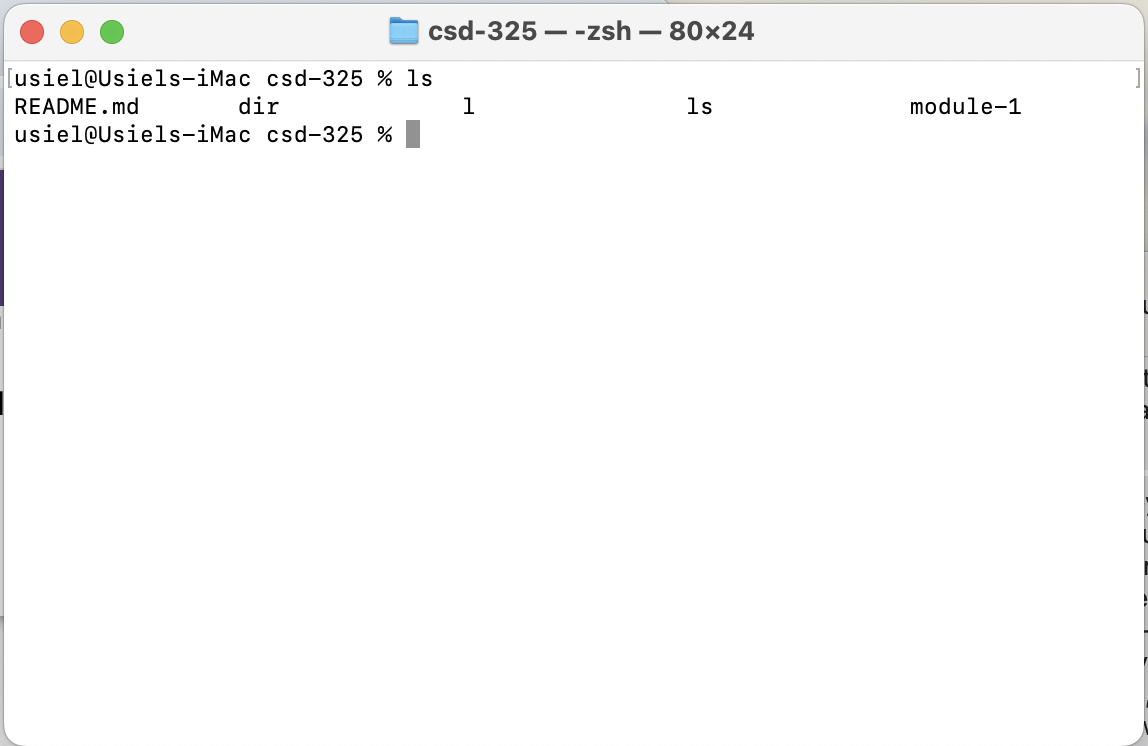 csd-325 — -zsh — 80×24
[usiel@Usiels-iMac csd-325 % ls ]
README.md dir l ls module-1
usiel@Usiels-iMac csd-325 %